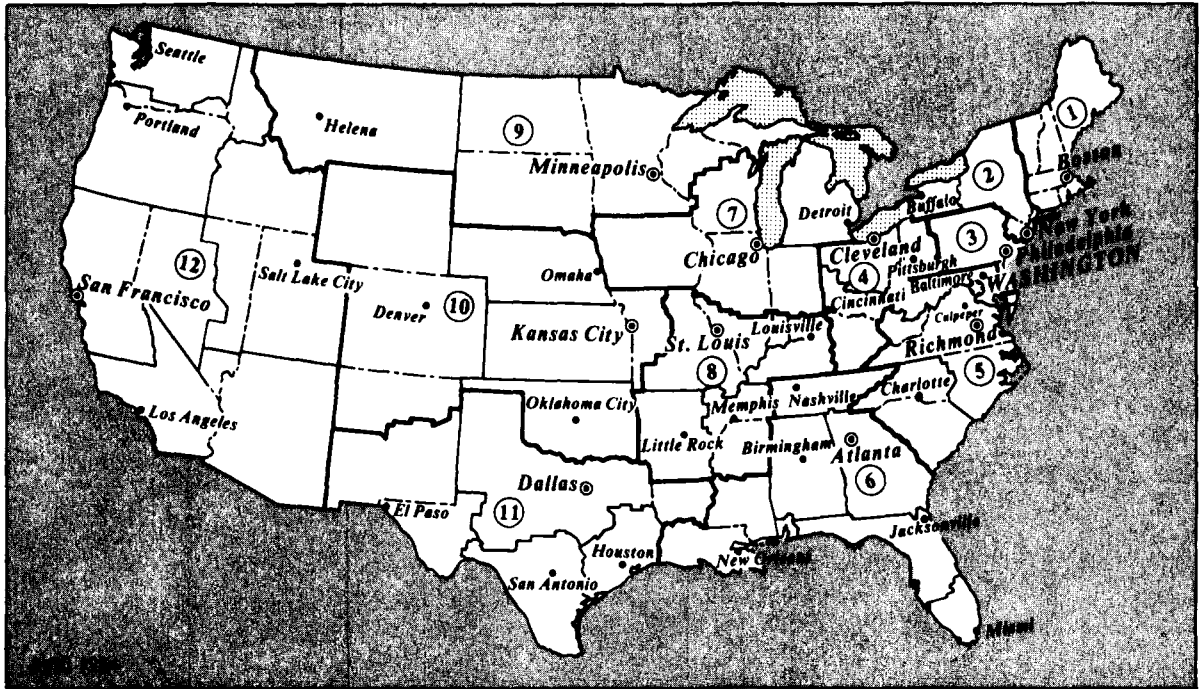 Seattle
Portland
Helena
9
Minneapolis
1
Boston
2
Buffalo
7
Detroit
New York
Philadelphia
3
WASHINGTON
Cleveland
Chicago
4
Pittsburgh
Baltimore
Cincinnati
12
San Francisco
Salt Lake City
Omaha
Denver
10
Kansas City
St. Louis
Louisville
Culpeper
Richmond
8
5
Charlotte
Los Angeles
Oklahoma City
Memphis
Nashville
Little Rock
Birmingham
Atlanta
6
Dallas
11
El Paso
Houston
San Antonio
New Orleans
Jacksonville
Miami